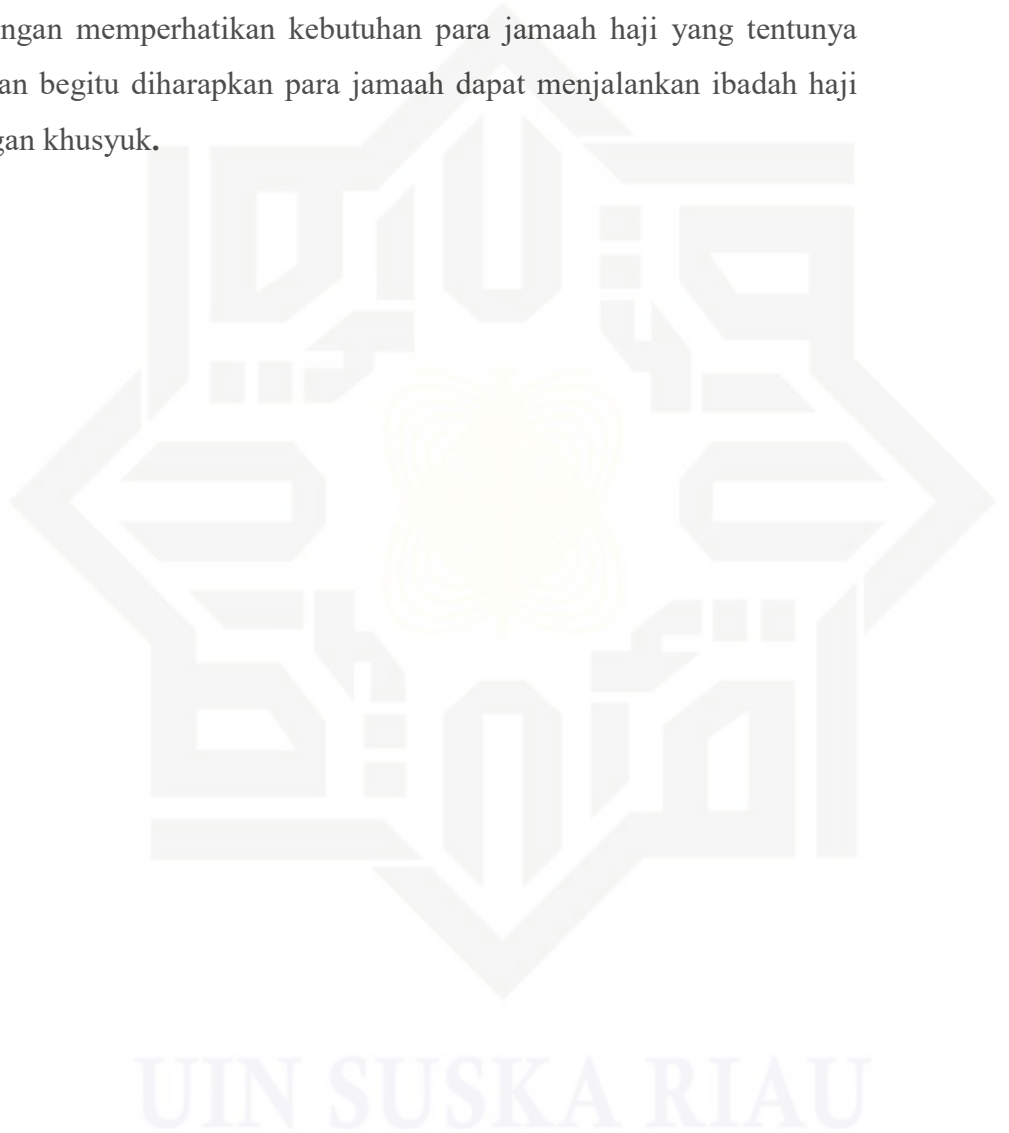 ngan memperhatikan kebutuhan para jamaah haji yang tentunya
an begitu diharapkan para jamaah dapat menjalankan ibadah haji
gan khusyuk.
UIN SUSKA RIAU